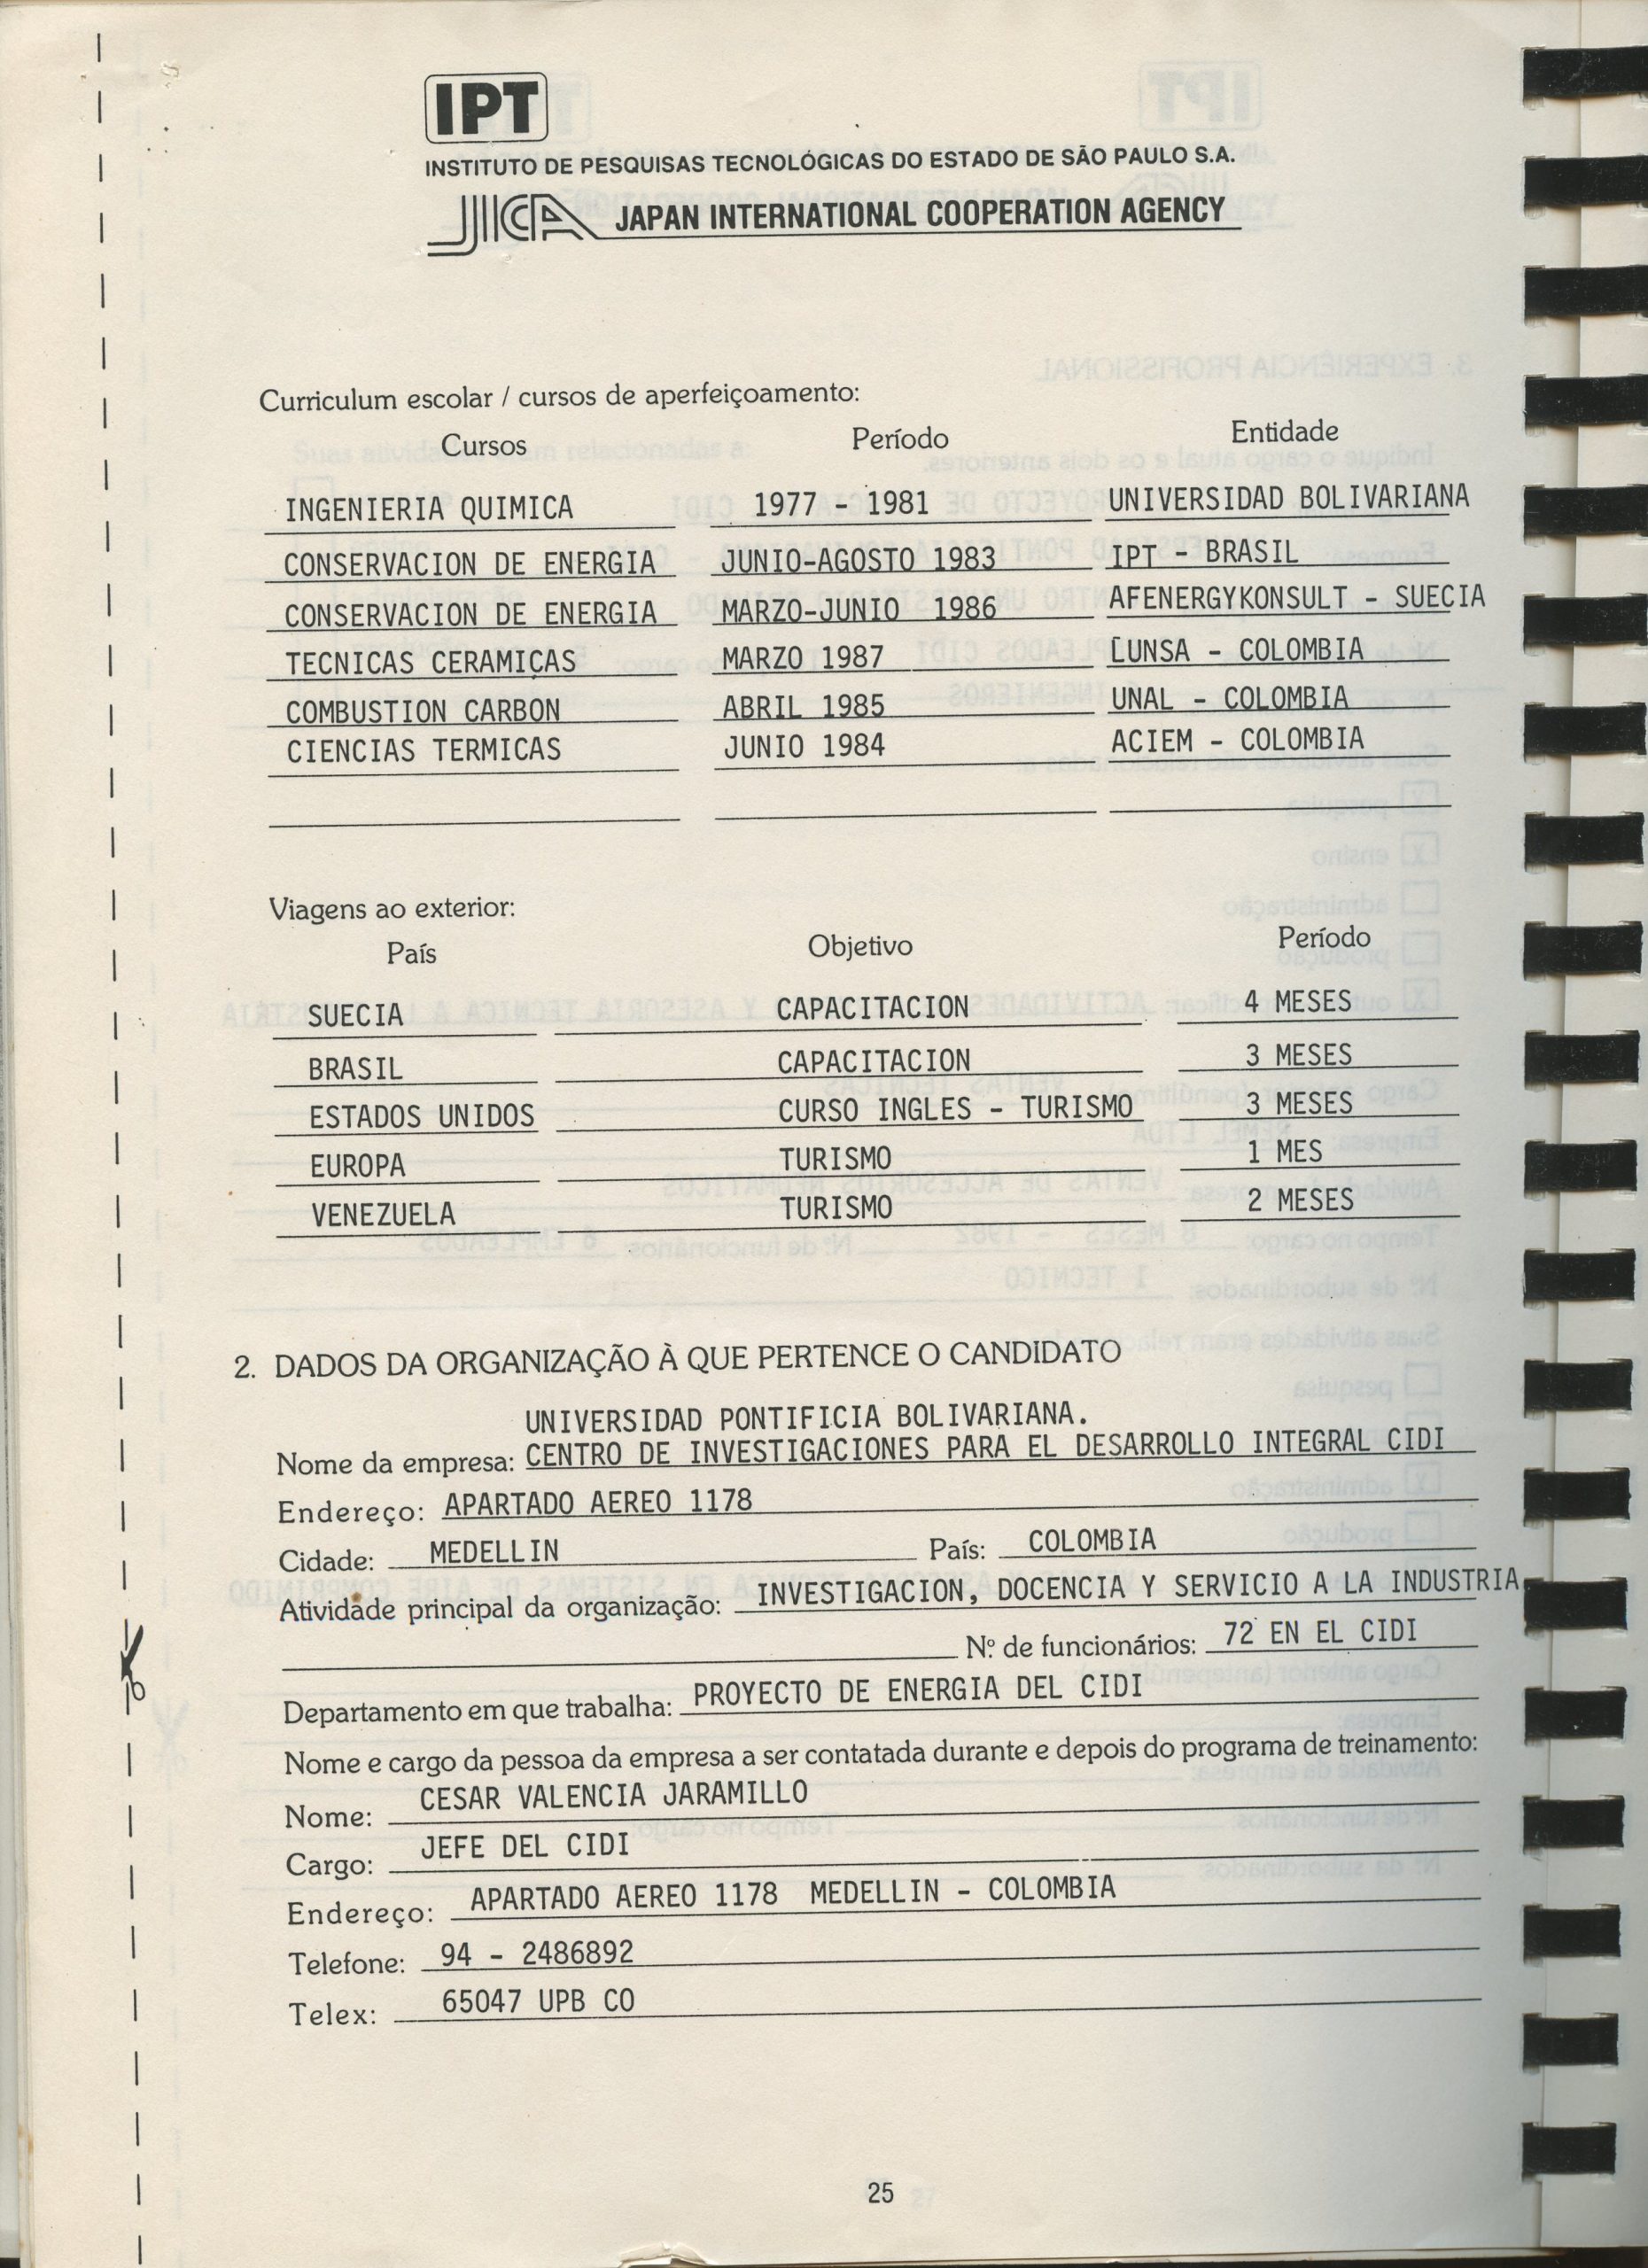 IPT
INSTITUTO DE PESQUISAS TECNOLÓGICAS DO ESTADO DE SÃO PAULO S.A.
JICA JAPAN INTERNATIONAL COOPERATION AGENCY
Curriculum escolar / cursos de aperfeiçoamento:
Cursos Período Entidade
INGENIERIA QUIMICA 1977 - 1981 UNIVERSIDAD BOLIVARIANA
CONSERVACION DE ENERGIA JUNIO-AGOSTO 1983 IPT - BRASIL
CONSERVACION DE ENERGIA MARZO-JUNIO 1986 AFENERGYKONSULT - SUECIA
TECNICAS CERAMICAS MARZO 1987 LUNSA - COLOMBIA
COMBUSTION CARBON ABRIL 1985 UNAL - COLOMBIA
CIENCIAS TERMICAS JUNIO 1984 ACIEM - COLOMBIA
Viagens ao exterior:
País Objetivo Período
SUECIA CAPACITACION 4 MESES
BRASIL CAPACITACION 3 MESES
ESTADOS UNIDOS CURSO INGLES - TURISMO 3 MESES
EUROPA TURISMO 1 MES
VENEZUELA TURISMO 2 MESES
2. DADOS DA ORGANIZAÇÃO À QUE PERTENCE O CANDIDATO
UNIVERSIDAD PONTIFICIA BOLIVARIANA.
Nome da empresa: CENTRO DE INVESTIGACIONES PARA EL DESARROLLO INTEGRAL CIDI
Endereço: APARTADO AEREO 1178
Cidade: MEDELLIN País: COLOMBIA
Atividade principal da organização: INVESTIGACION, DOCENCIA Y SERVICIO A LA INDUSTRIA.
Nº de funcionários: 72 EN EL CIDI
Departamento em que trabalha: PROYECTO DE ENERGIA DEL CIDI
Nome e cargo da pessoa da empresa a ser contatada durante e depois do programa de treinamento:
Nome: CESAR VALENCIA JARAMILLO
Cargo: JEFE DEL CIDI
Endereço: APARTADO AEREO 1178 MEDELLIN - COLOMBIA
Telefone: 94 - 2486892
Telex: 65047 UPB CO
25